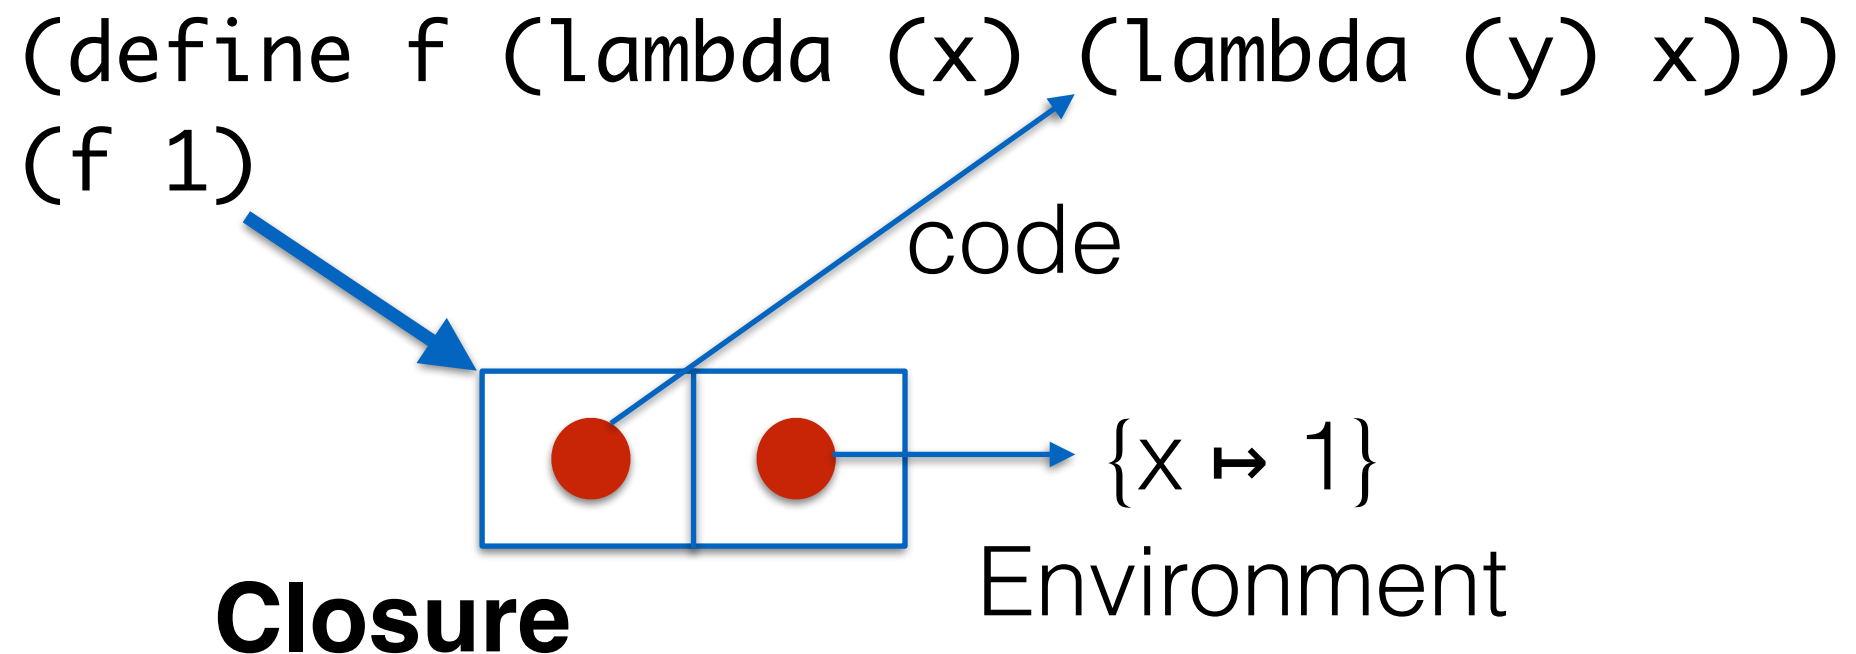 (define f (lambda (x) (lambda (y) x)))
(f 1)
code
{x ↦ 1}
Environment
Closure